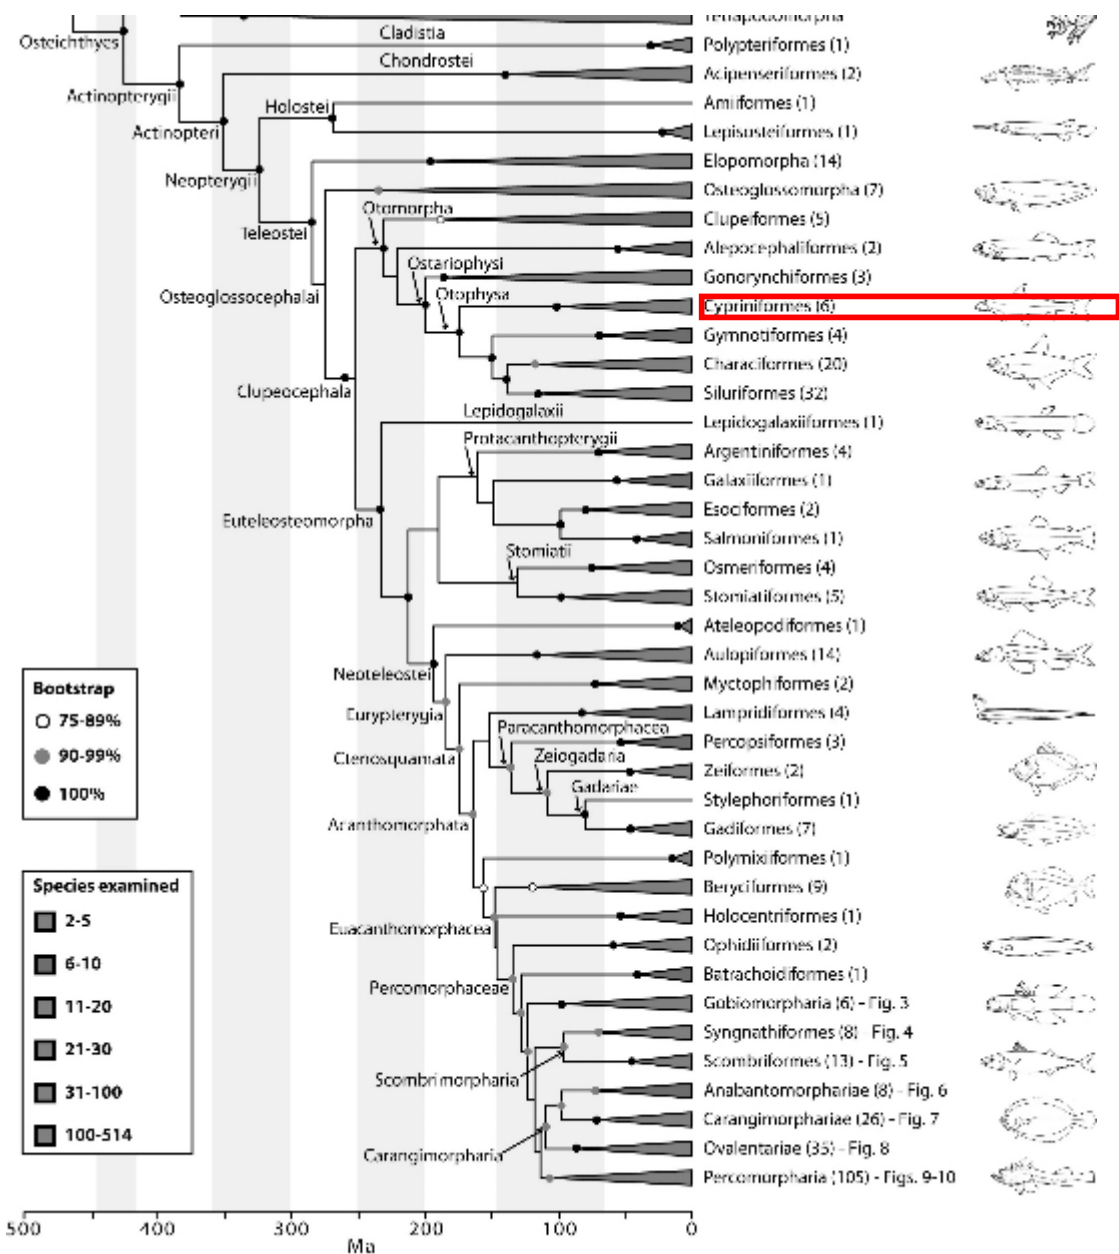 Tetrapodomorpha
Osteichthyes
Cladistia
Polypteriformes (1)
Chondrostei
Acipenseriformes (2)
Actinopterygii
Holostei
Amiiformes (1)
Actinopteri
Lepisosteiformes (1)
Elopomorpha (14)
Neopterygii
Osteoglossomorpha (7)
Otomorpha
Clupeiformes (5)
Teleostei
Alepocephaliformes (2)
Ostariophysi
Gonorynchiformes (3)
Osteoglossocephalai
Otophysa
Cypriniformes (6)
Gymnotiformes (4)
Characiformes (20)
Clupeocephala
Siluriformes (32)
Lepidogalaxii
Lepidogalaxiiformes (1)
Protacanthopterygii
Argentiniformes (4)
Galaxiiformes (1)
Esociformes (2)
Euteleosteomorpha
Salmoniformes (1)
Stomiatii
Osmeriformes (4)
Stomiatiformes (5)
Ateleopodiformes (1)
Aulopiformes (14)
Neoteleostei
Myctophiformes (2)
Eurypterygia
Lampridiformes (4)
Paracanthomorphacea
Percopsiformes (3)
Ctenosquamata
Zeiogadaria
Zeiformes (2)
Gadariae
Stylephoriformes (1)
Acanthomorphata
Gadiformes (7)
Polymixiiformes (1)
Beryciformes (9)
Holocentriformes (1)
Euacanthomorphacea
Ophidiiformes (2)
Batrachoidiformes (1)
Percomorphaceae
Gobiomorpharia (6) - Fig. 3
Syngnathiformes (8) - Fig. 4
Scombriformes (13) - Fig. 5
Scombrimorpharia
Anabantomorphariae (8) - Fig. 6
Carangimorphariae (26) - Fig. 7
Ovalentariae (35) - Fig. 8
Carangimorpharia
Percomorpharia (105) - Figs. 9-10
Bootstrap
75-89%
90-99%
100%
Species examined
2-5
6-10
11-20
21-30
31-100
100-514
500 400 300 200 100 0
Ma